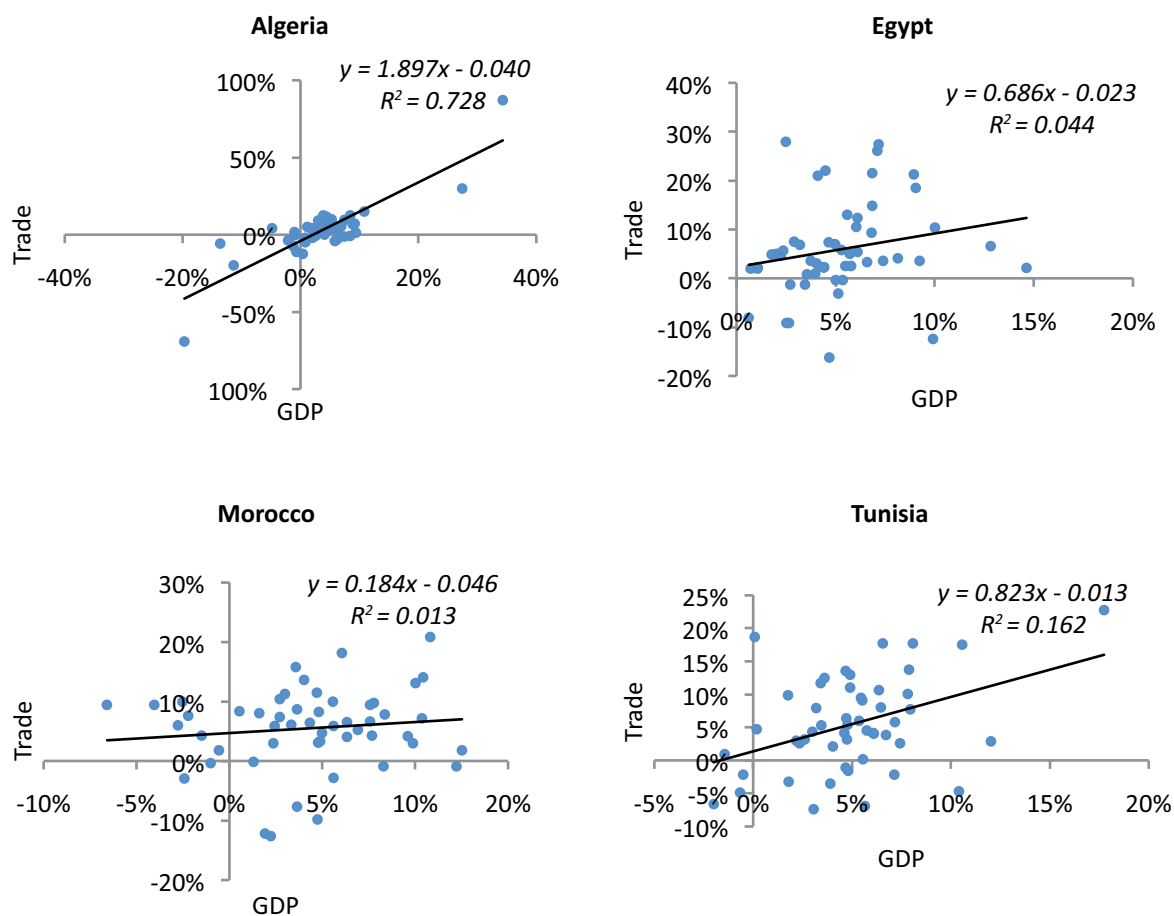 Algeria
y = 1.897x - 0.040
R² = 0.728
100%
50%
0%
-50%
100%
-40%
-20%
0%
20%
40%
Trade
GDP
Egypt
y = 0.686x - 0.023
R² = 0.044
40%
30%
20%
10%
0%
-10%
-20%
0%
5%
10%
15%
20%
Trade
GDP
Morocco
y = 0.184x - 0.046
R² = 0.013
30%
20%
10%
0%
-10%
-20%
-10%
-5%
0%
5%
10%
20%
Trade
GDP
Tunisia
y = 0.823x - 0.013
R² = 0.162
25%
20%
15%
10%
5%
0%
-5%
-10%
-5%
0%
5%
10%
15%
20%
Trade
GDP